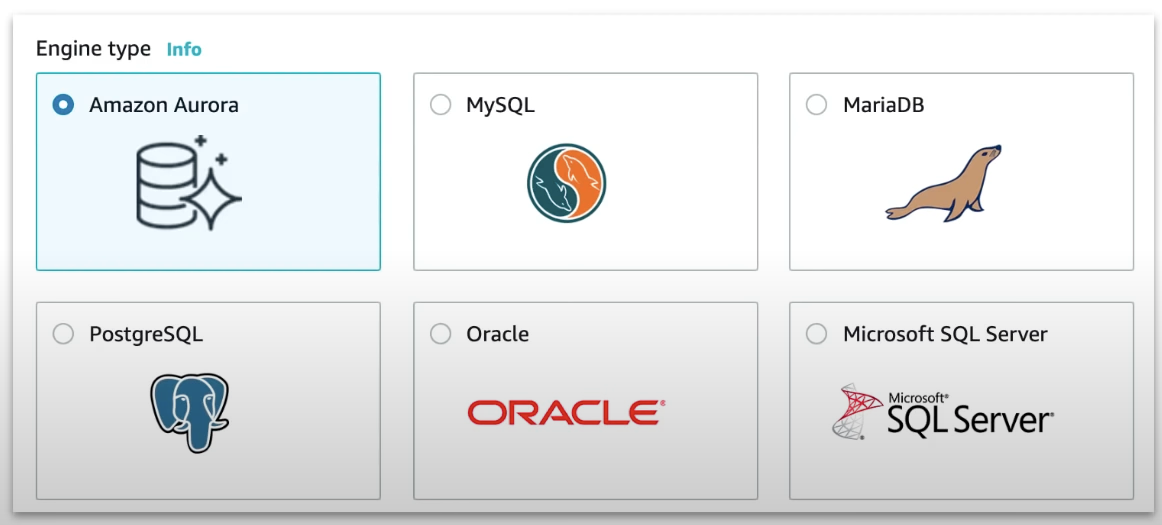 Engine type Info
Amazon Aurora
MySQL
MariaDB
PostgreSQL
Oracle
Microsoft SQL Server
ORACLE®
Microsoft®
SQL Server®